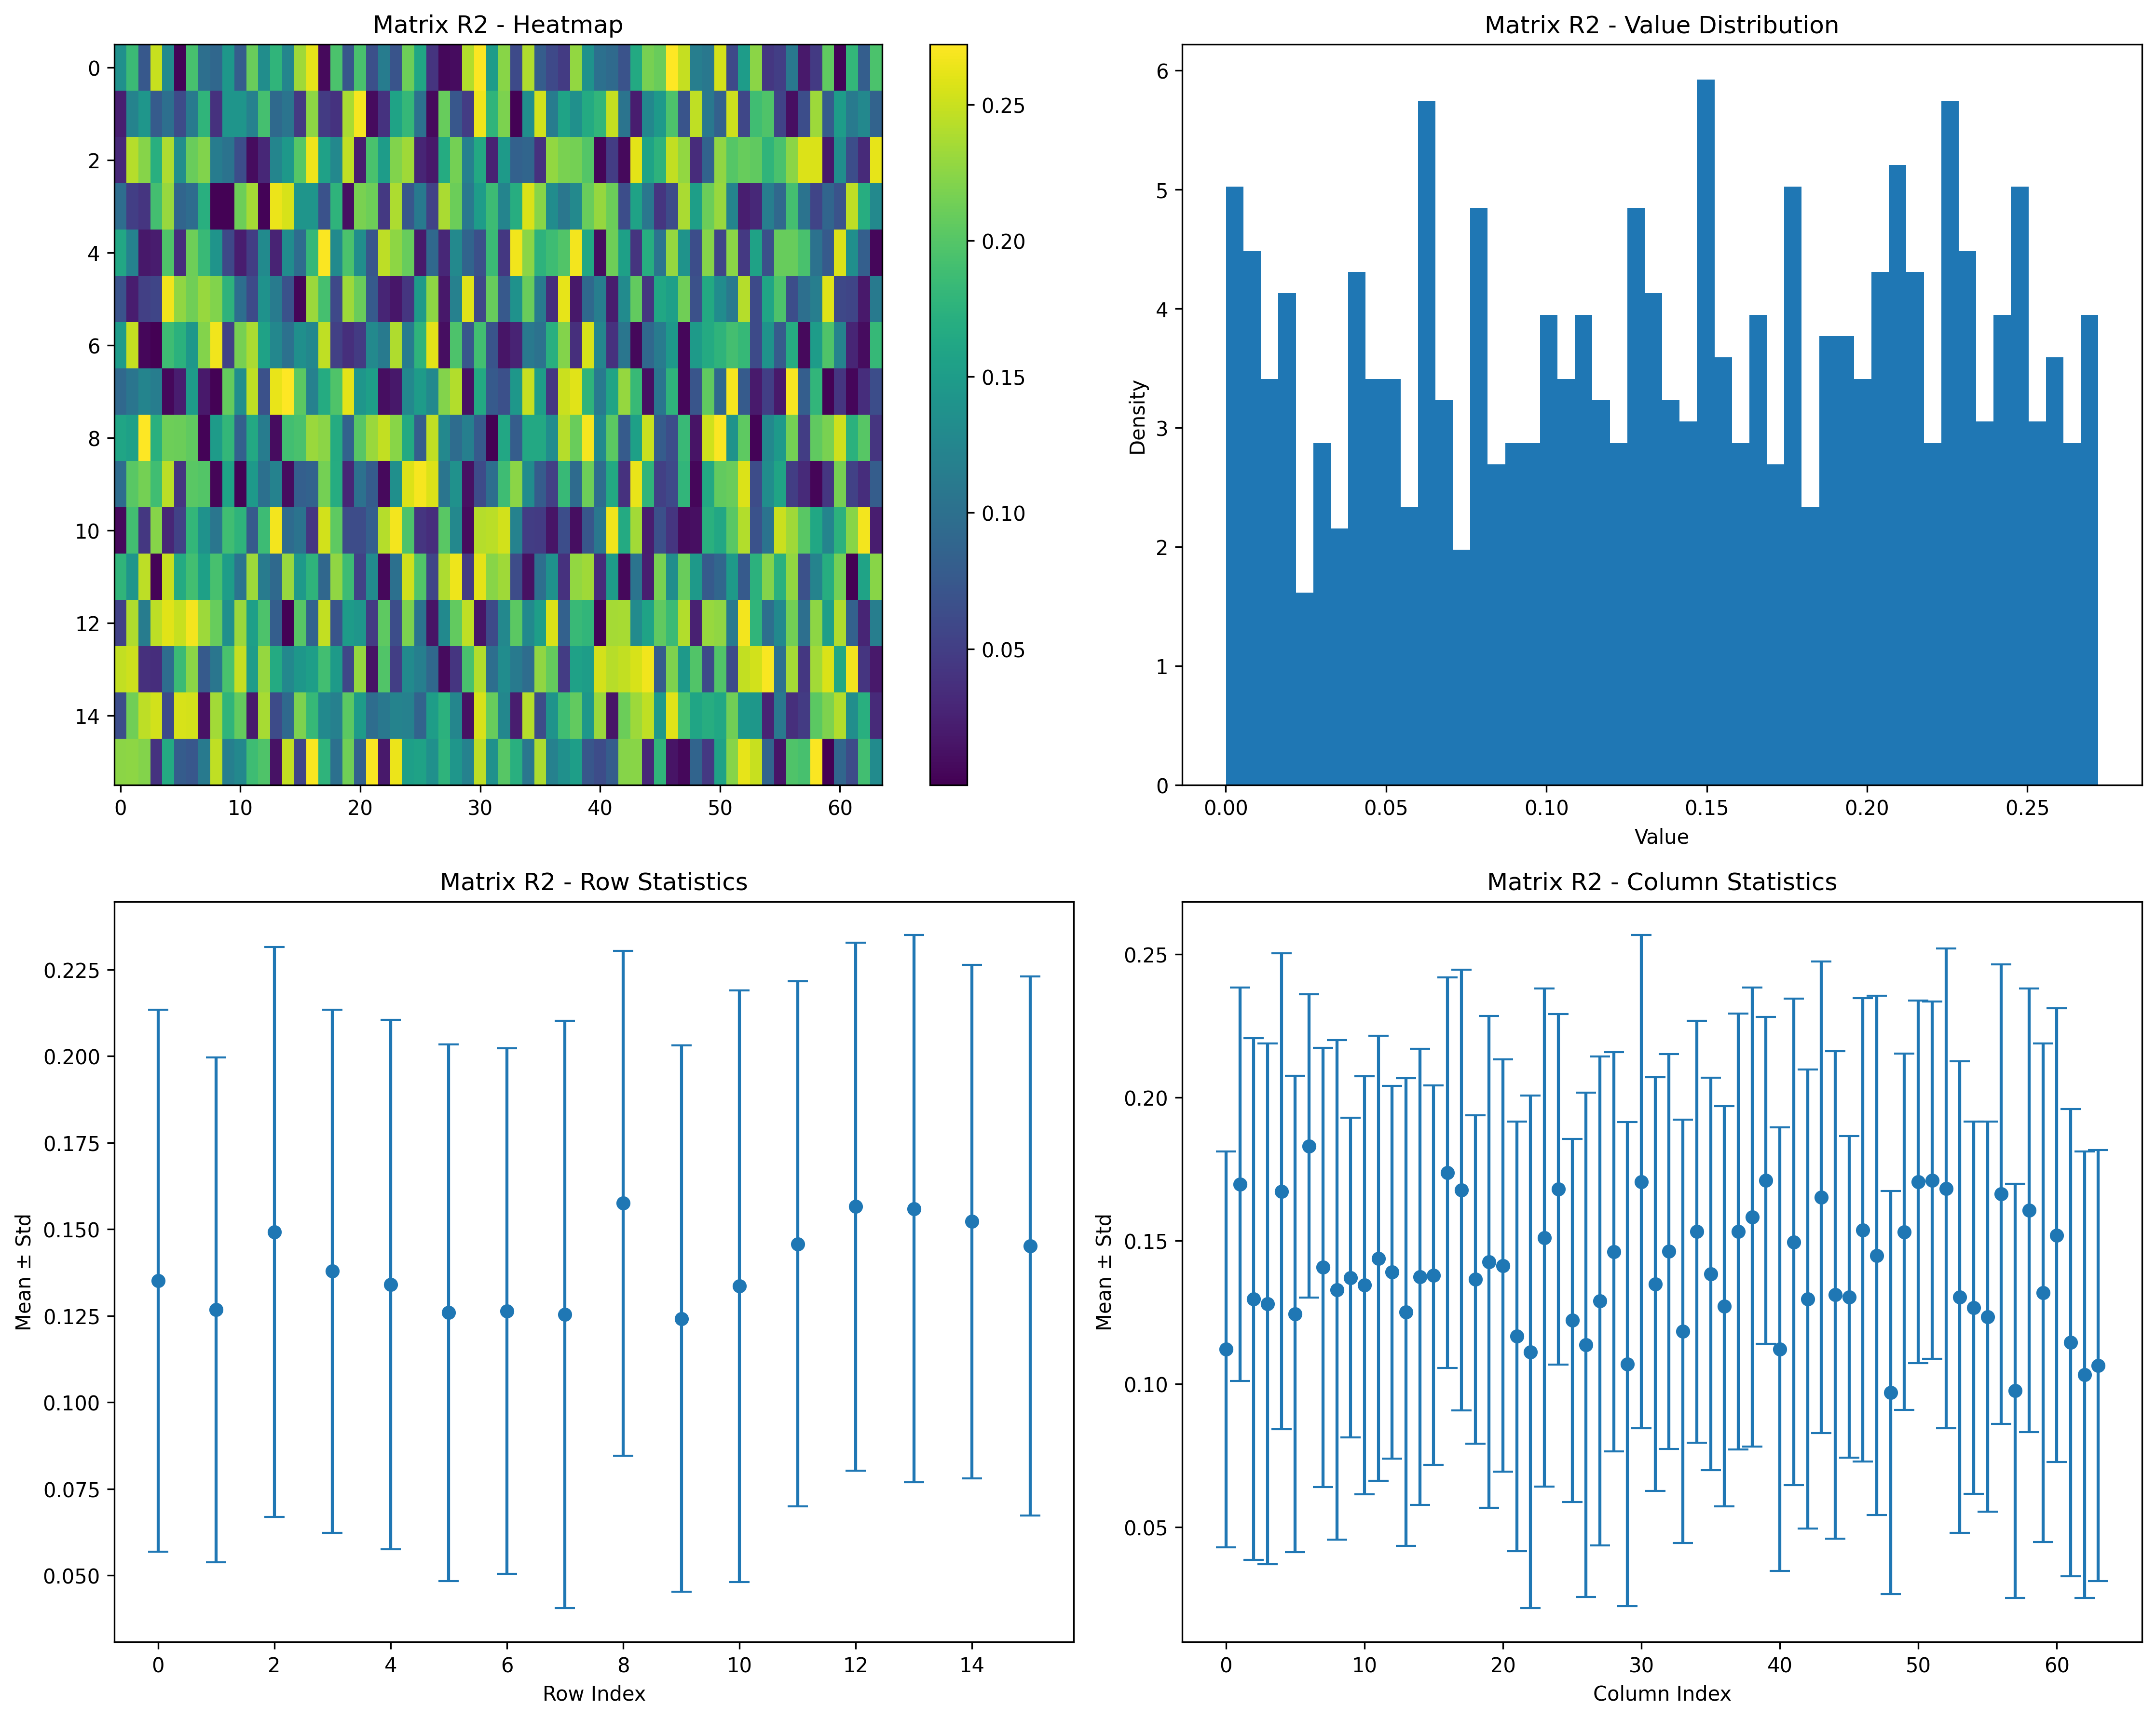 Matrix R2 - Heatmap
0
2
4
6
8
10
12
14
0 10 20 30 40 50 60
0.25
0.20
0.15
0.10
0.05
Matrix R2 - Value Distribution
Density
6
5
4
3
2
1
0
0.00 0.05 0.10 0.15 0.20 0.25
Value
Matrix R2 - Row Statistics
Mean ± Std
0.225
0.200
0.175
0.150
0.125
0.100
0.075
0.050
0 2 4 6 8 10 12 14
Row Index
Matrix R2 - Column Statistics
Mean ± Std
0.25
0.20
0.15
0.10
0.05
0 10 20 30 40 50 60
Column Index